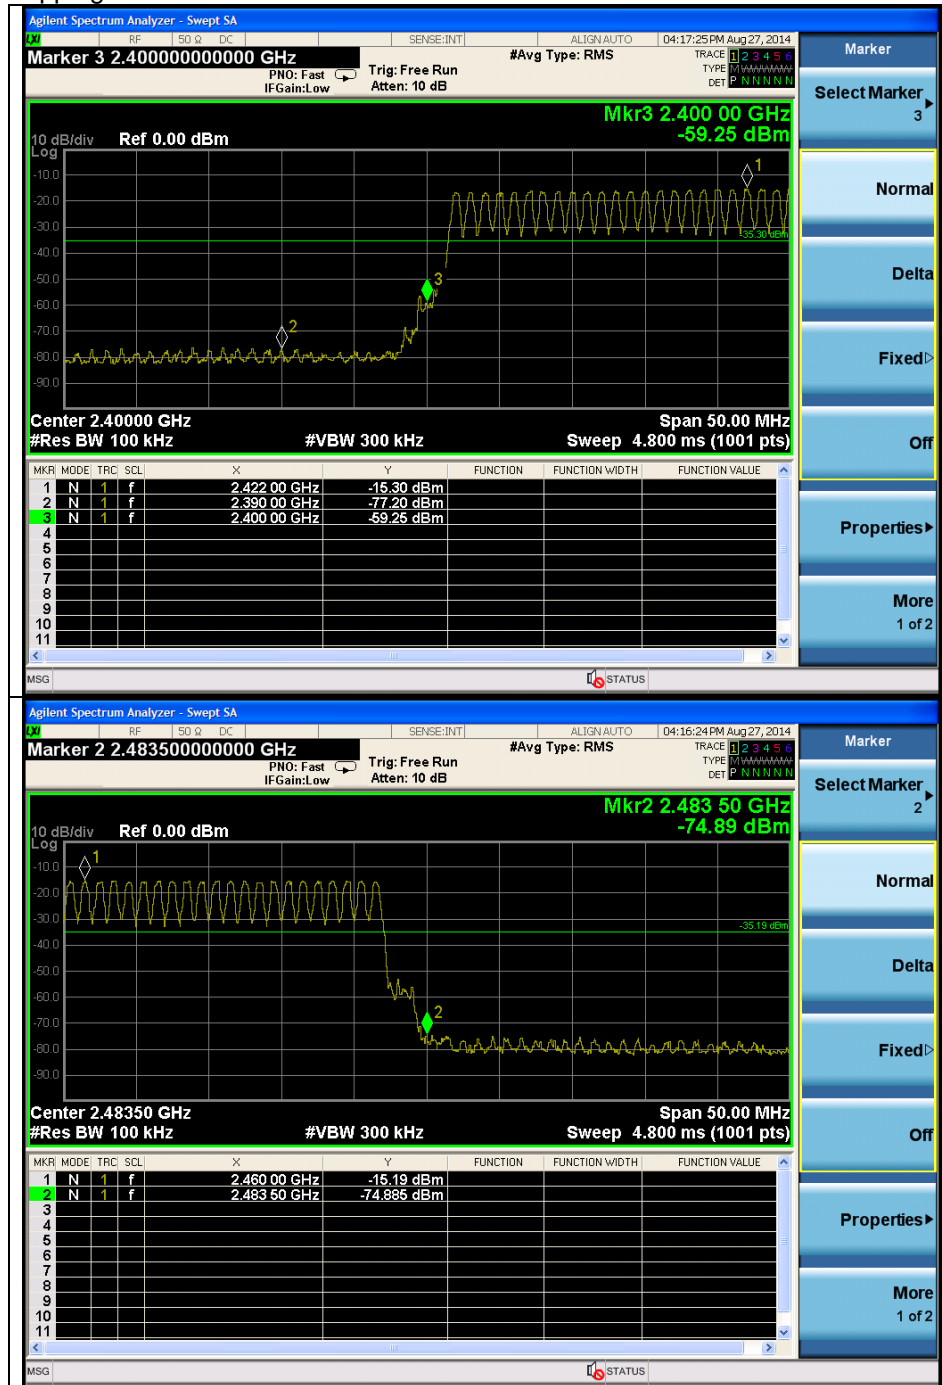 Agilent Spectrum Analyzer - Swept SA
LXI RF 50 Ω DC SENSE:INT ALIGN AUTO 04:17:25PM Aug 27, 2014
Marker 3 2.400000000000 GHz #Avg Type: RMS TRACE 1 2 3 4 5 6
PNO: Fast Trig: Free Run TYPE M WWWWW
IFGain:Low Atten: 10 dB DET P N N N N N
Mkr3 2.400 00 GHz
10 dB/div Ref 0.00 dBm -59.25 dBm
Log
1
-10.0
-20.0
-30.0
-35.30 dBm
-40.0
-50.0
3
-60.0
-70.0
2
-80.0
-90.0
Center 2.40000 GHz Span 50.00 MHz
#Res BW 100 kHz #VBW 300 kHz Sweep 4.800 ms (1001 pts)
MKR MODE TRC SCL X Y FUNCTION FUNCTION WIDTH FUNCTION VALUE
1 N 1 f 2.422 00 GHz -15.30 dBm
2 N 1 f 2.390 00 GHz -77.20 dBm
3 N 1 f 2.400 00 GHz -59.25 dBm
4
5
6
7
8
9
10
11
MSG STATUS
Marker
Select Marker
3
Normal
Delta
Fixed
Off
Properties
More
1 of 2
Agilent Spectrum Analyzer - Swept SA
LXI RF 50 Ω DC SENSE:INT ALIGN AUTO 04:16:24PM Aug 27, 2014
Marker 2 2.483500000000 GHz #Avg Type: RMS TRACE 1 2 3 4 5 6
PNO: Fast Trig: Free Run TYPE M WWWWW
IFGain:Low Atten: 10 dB DET P N N N N N
Mkr2 2.483 50 GHz
10 dB/div Ref 0.00 dBm -74.89 dBm
Log
1
-10.0
-20.0
-30.0
-35.19 dBm
-40.0
-50.0
-60.0
2
-70.0
-80.0
-90.0
Center 2.48350 GHz Span 50.00 MHz
#Res BW 100 kHz #VBW 300 kHz Sweep 4.800 ms (1001 pts)
MKR MODE TRC SCL X Y FUNCTION FUNCTION WIDTH FUNCTION VALUE
1 N 1 f 2.460 00 GHz -15.19 dBm
2 N 1 f 2.483 50 GHz -74.885 dBm
3
4
5
6
7
8
9
10
11
MSG STATUS
Marker
Select Marker
2
Normal
Delta
Fixed
Off
Properties
More
1 of 2